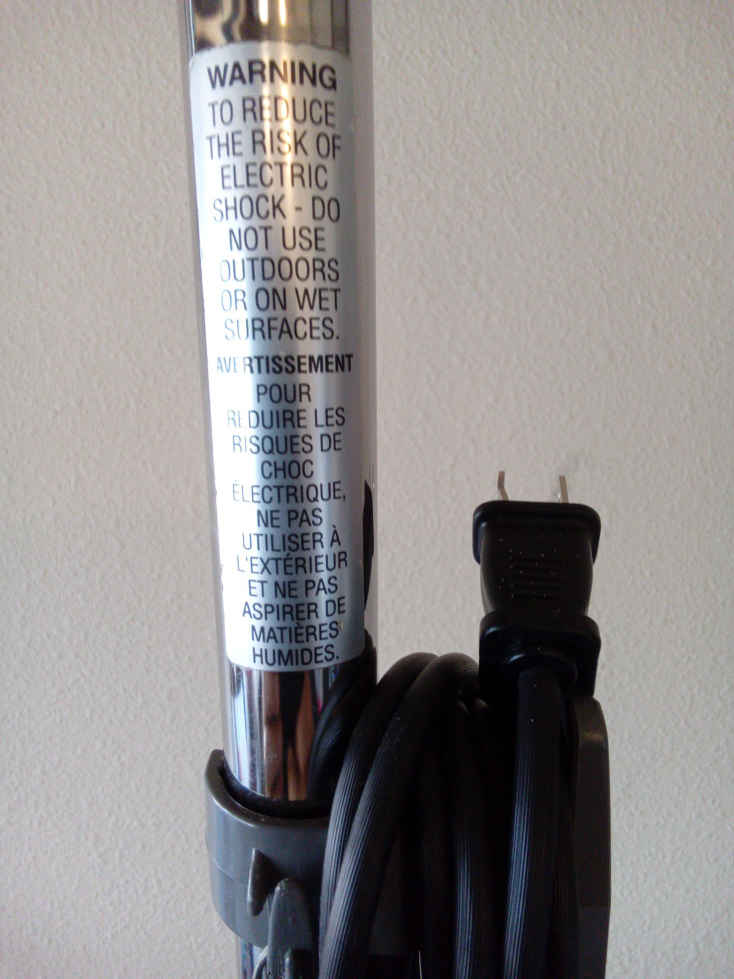 WARNING
TO REDUCE
THE RISK OF
ELECTRIC
SHOCK - DO
NOT USE
OUTDOORS
OR ON WET
SURFACES.
AVERTISSEMENT
POUR
RÉDUIRE LES
RISQUES DE
CHOC
ÉLECTRIQUE,
NE PAS
UTILISER À
L'EXTÉRIEUR
ET NE PAS
ASPIRER DE
MATIÈRES
HUMIDES.